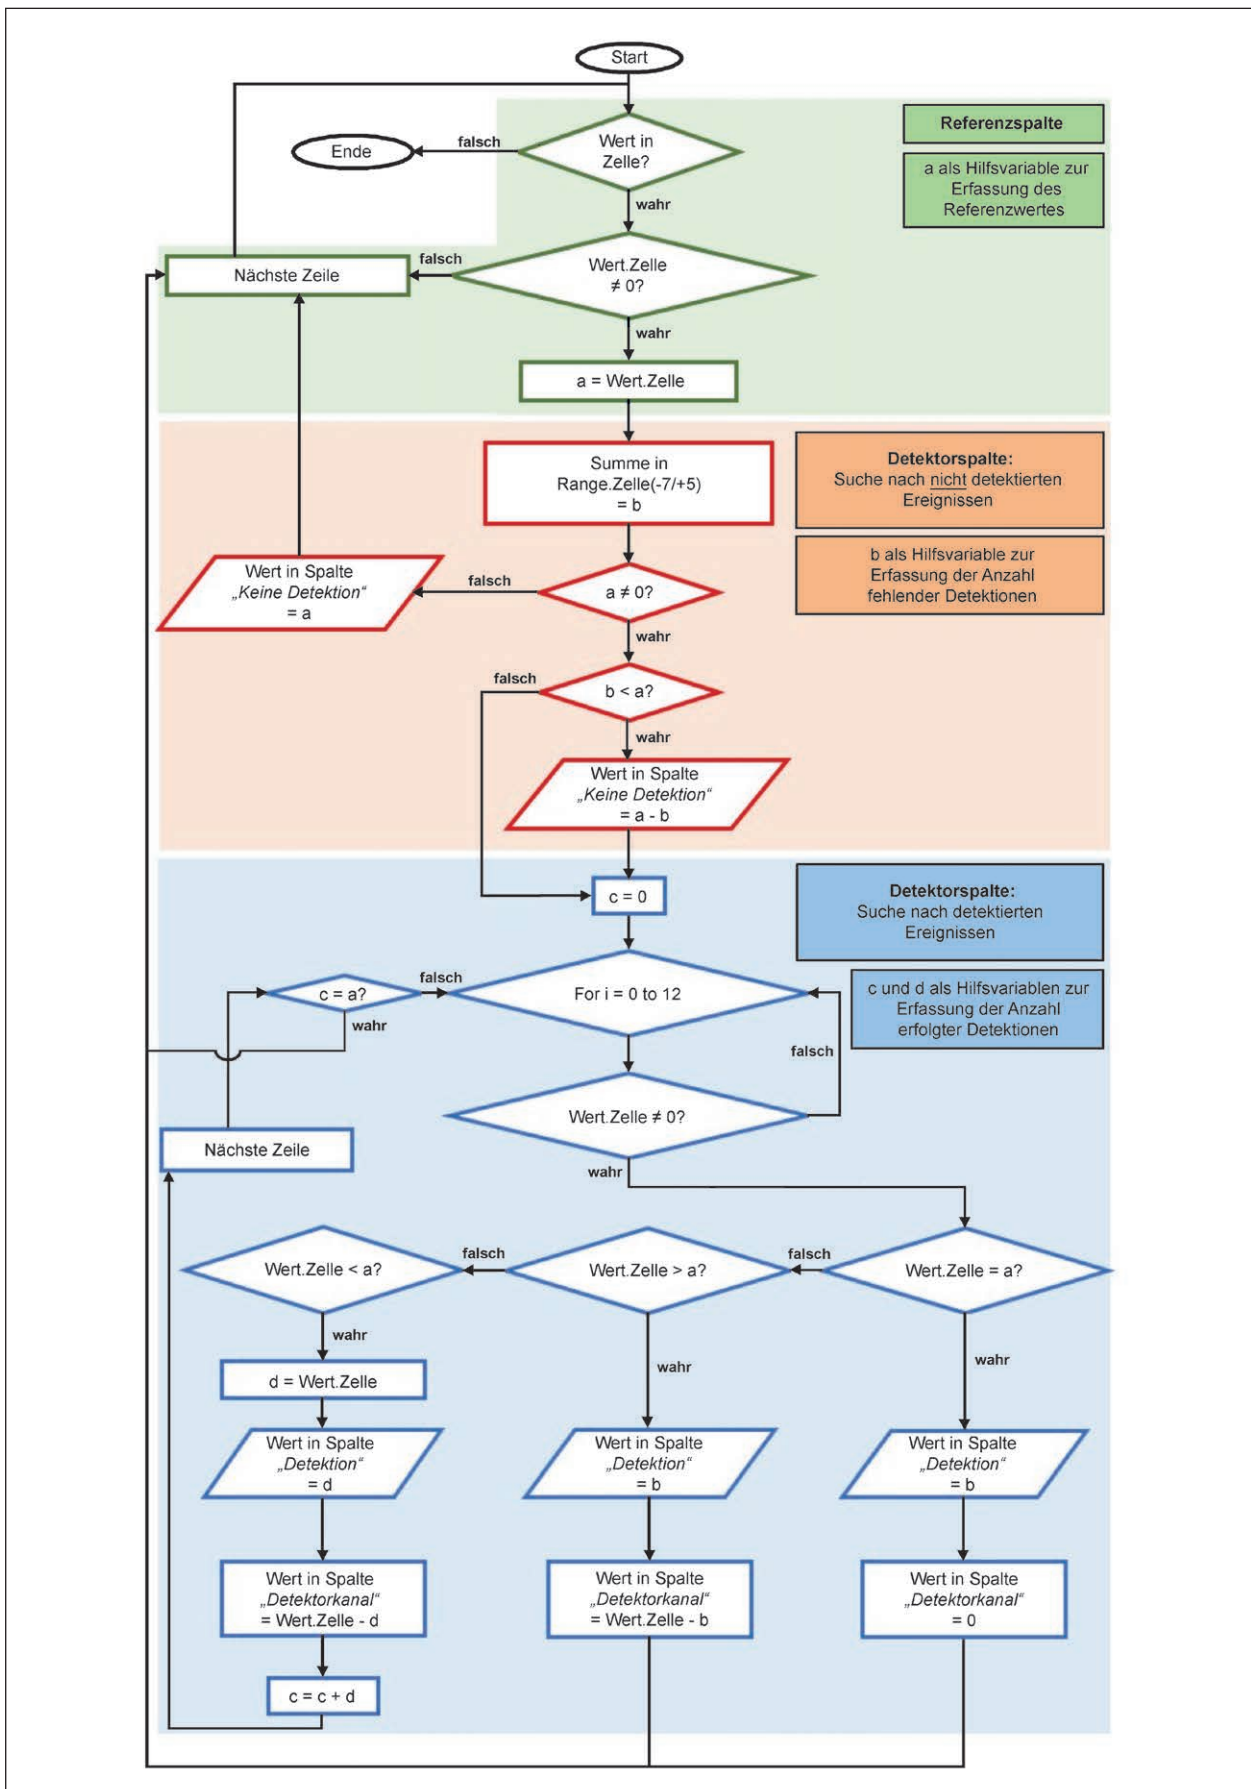 Start
Referenzspalte
a als Hilfsvariable zur
Erfassung des
Referenzwertes
Wert in
Zelle?
falsch
Ende
wahr
Wert.Zelle
≠ 0?
falsch
Nächste Zeile
wahr
a = Wert.Zelle
Detektorspalte:
Suche nach nicht detektierten
Ereignissen
Summe in
Range.Zelle(-7/+5)
= b
b als Hilfsvariable zur
Erfassung der Anzahl
fehlender Detektionen
a ≠ 0?
falsch
Wert in Spalte
„Keine Detektion“
= a
wahr
b < a?
falsch
wahr
Wert in Spalte
„Keine Detektion“
= a - b
Detektorspalte:
Suche nach detektierten
Ereignissen
c = 0
c und d als Hilfsvariablen zur
Erfassung der Anzahl
erfolgter Detektionen
c = a?
falsch
For i = 0 to 12
wahr
falsch
Wert.Zelle ≠ 0?
Nächste Zeile
wahr
Wert.Zelle < a?
falsch
Wert.Zelle > a?
falsch
Wert.Zelle = a?
wahr
wahr
wahr
d = Wert.Zelle
Wert in Spalte
„Detektion“
= d
Wert in Spalte
„Detektion“
= b
Wert in Spalte
„Detektion“
= b
Wert in Spalte
„Detektorkanal“
= Wert.Zelle - d
Wert in Spalte
„Detektorkanal“
= Wert.Zelle - b
Wert in Spalte
„Detektorkanal“
= 0
c = c + d